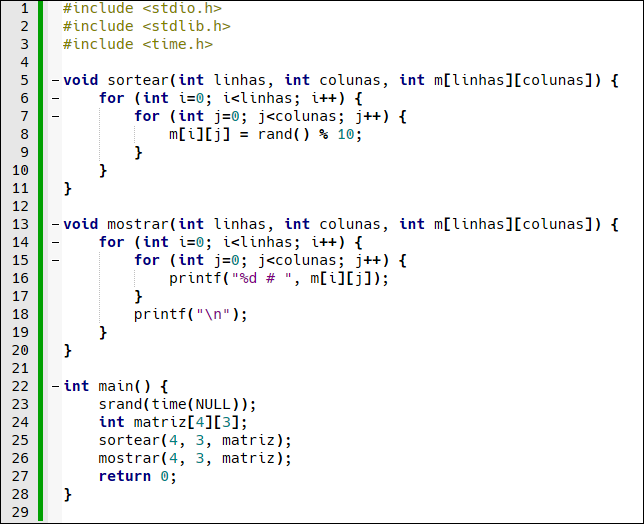 1 #include <stdio.h>
2 #include <stdlib.h>
3 #include <time.h>
4
5 void sortear(int linhas, int colunas, int m[linhas][colunas]) {
6     for (int i=0; i<linhas; i++) {
7         for (int j=0; j<colunas; j++) {
8             m[i][j] = rand() % 10;
9         }
10     }
11 }
12
13 void mostrar(int linhas, int colunas, int m[linhas][colunas]) {
14     for (int i=0; i<linhas; i++) {
15         for (int j=0; j<colunas; j++) {
16             printf("%d # ", m[i][j]);
17         }
18         printf("\n");
19     }
20 }
21
22 int main() {
23     srand(time(NULL));
24     int matriz[4][3];
25     sortear(4, 3, matriz);
26     mostrar(4, 3, matriz);
27     return 0;
28 }
29